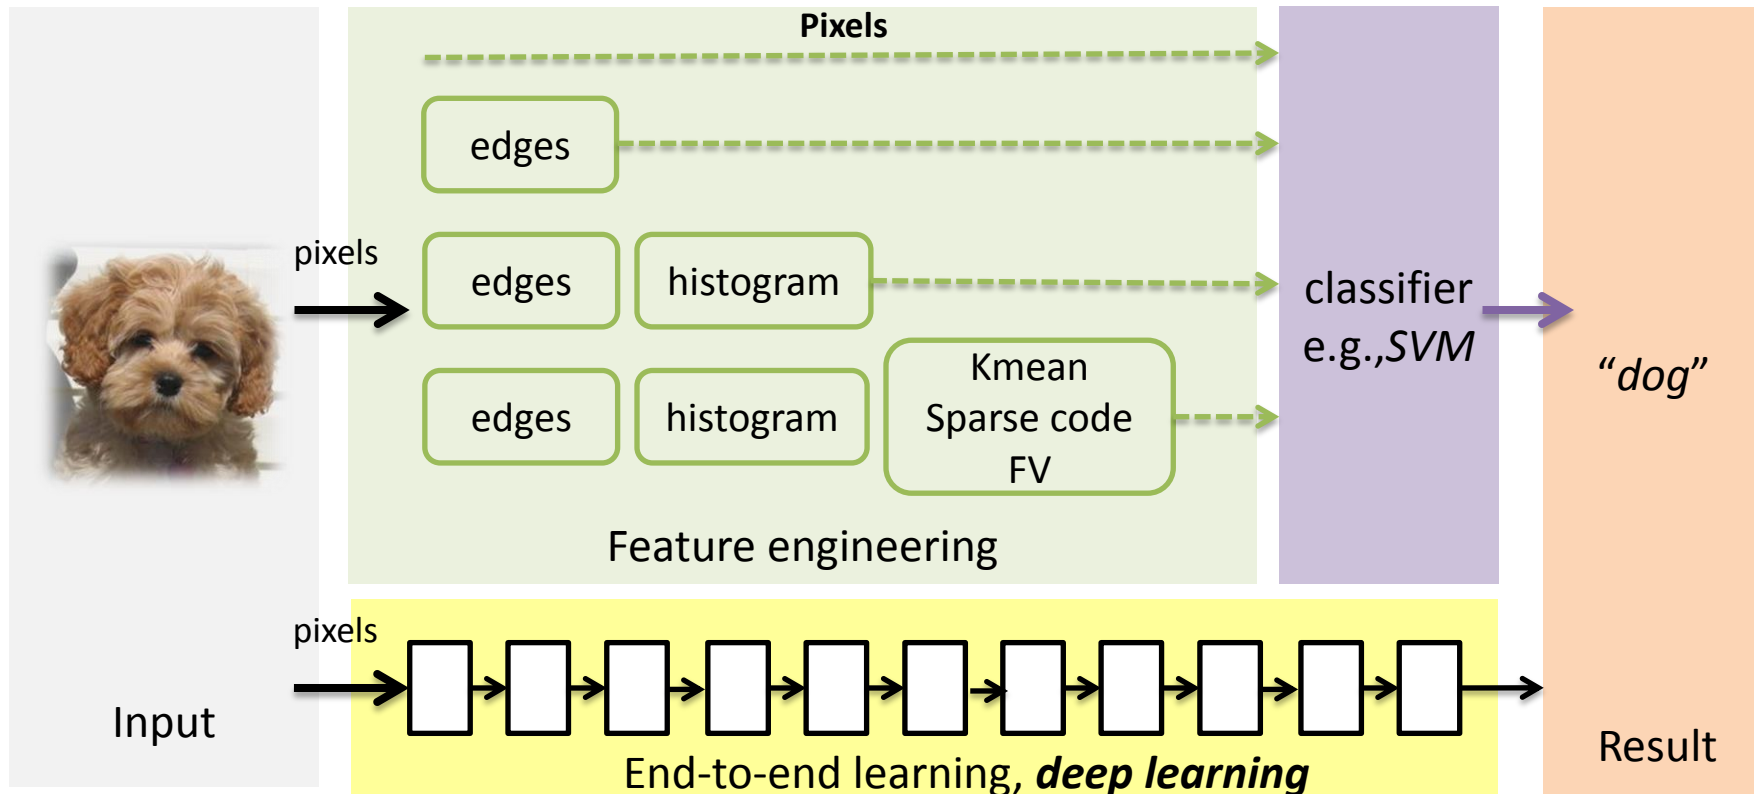 Pixels
edges
pixels
edges
histogram
edges
histogram
Kmean
Sparse code
FV
Feature engineering
classifier
e.g.,SVM
“dog”
pixels
Input
End-to-end learning, deep learning
Result